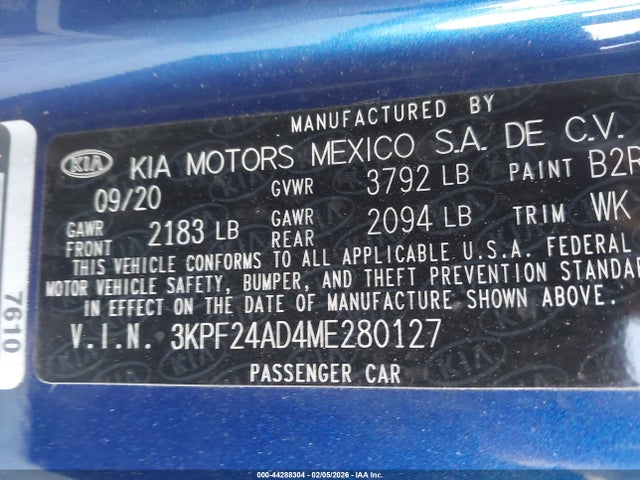 MANUFACTURED BY
KIA KIA MOTORS MEXICO S.A. DE C.V.
09/20 GVWR 3792 LB PAINT B2R
GAWR FRONT 2183 LB GAWR REAR 2094 LB TRIM WK
THIS VEHICLE CONFORMS TO ALL APPLICABLE U.S.A. FEDERAL
MOTOR VEHICLE SAFETY, BUMPER, AND THEFT PREVENTION STANDAR
IN EFFECT ON THE DATE OF MANUFACTURE SHOWN ABOVE.
V.I.N. 3KPF24AD4ME280127
PASSENGER CAR
7610
000-44288304 - 02/05/2026 - IAA Inc.